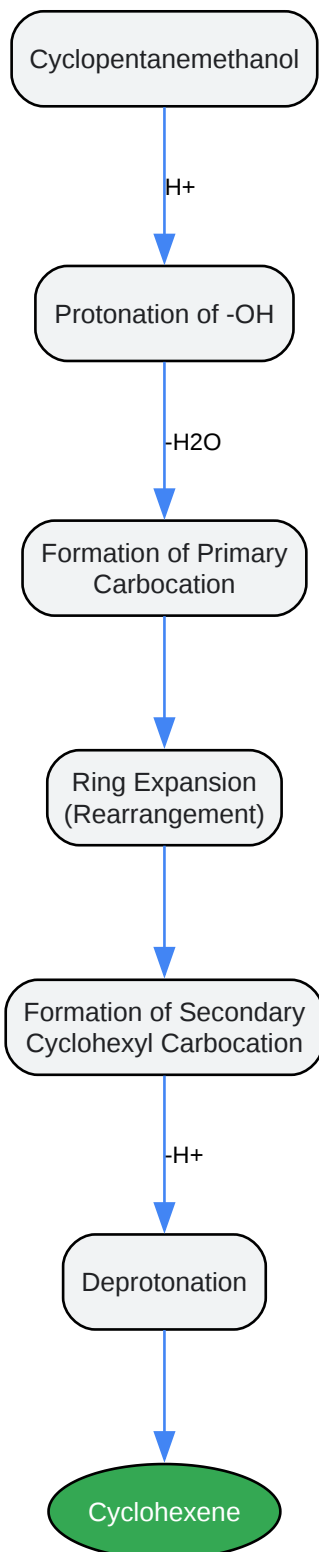 Cyclopentanemethanol
H+
Protonation of -OH
-H2O
Formation of Primary
Carbocation
Ring Expansion
(Rearrangement)
Formation of Secondary
Cyclohexyl Carbocation
-H+
Deprotonation
Cyclohexene